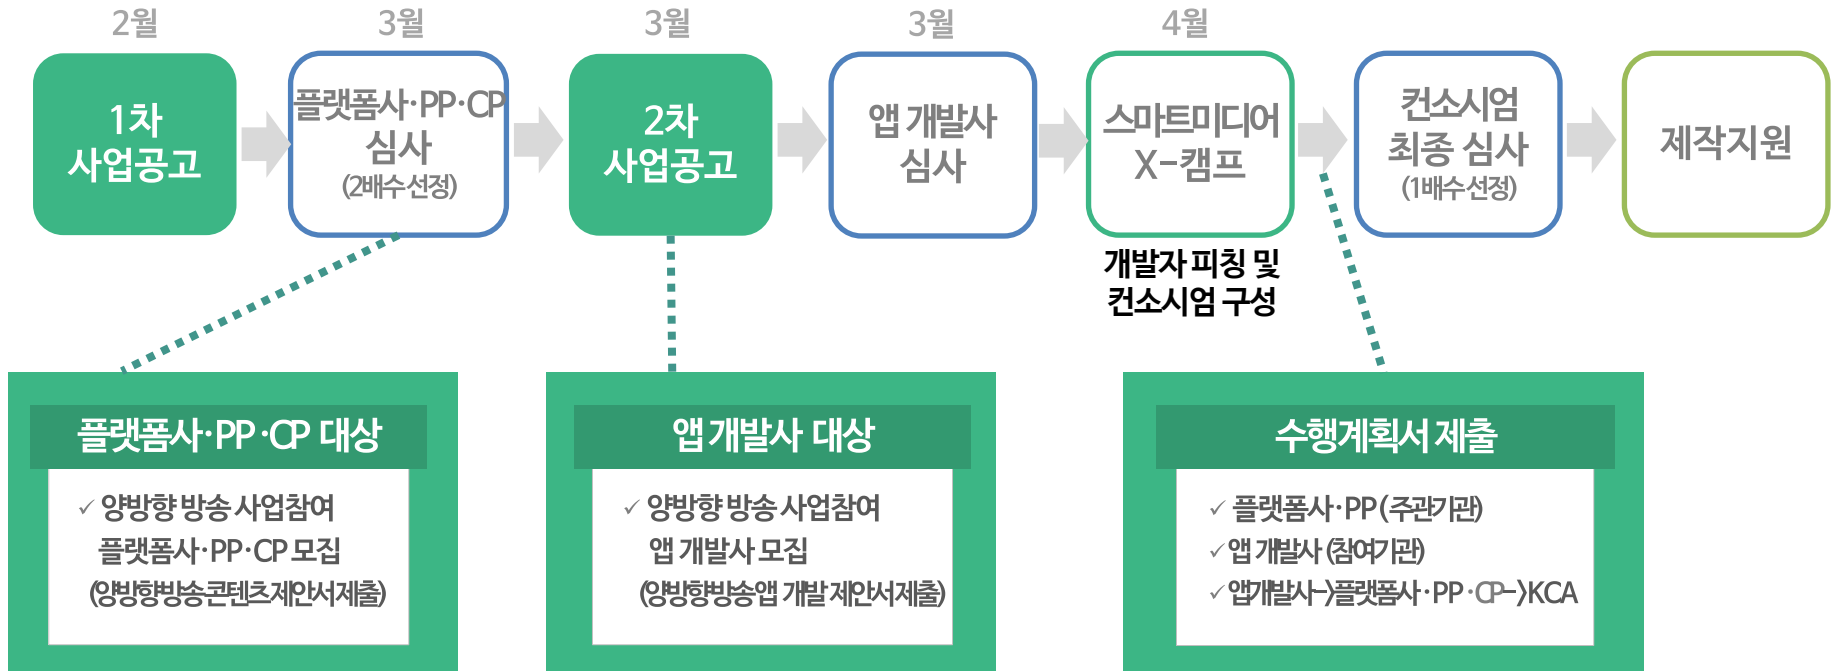 2월
3월
3월
3월
4월
1차
사업공고
플랫폼사·PP·CP
심사
(2배수 선정)
2차
사업공고
앱 개발사
심사
스마트미디어
X-캠프
컨소시엄
최종 심사
(1배수 선정)
제작지원
개발자 피칭 및
컨소시엄 구성
플랫폼사·PP·CP 대상
✓ 양방향 방송 사업참여
플랫폼사·PP·CP 모집
(양방향방송콘텐츠제안서제출)
앱 개발사 대상
✓ 양방향 방송 사업참여
앱 개발사 모집
(양방향방송앱 개발 제안서제출)
수행계획서 제출
✓ 플랫폼사·PP (주관기관)
✓ 앱 개발사 (참여기관)
✓ 앱개발사->플랫폼사·PP·CP->KCA